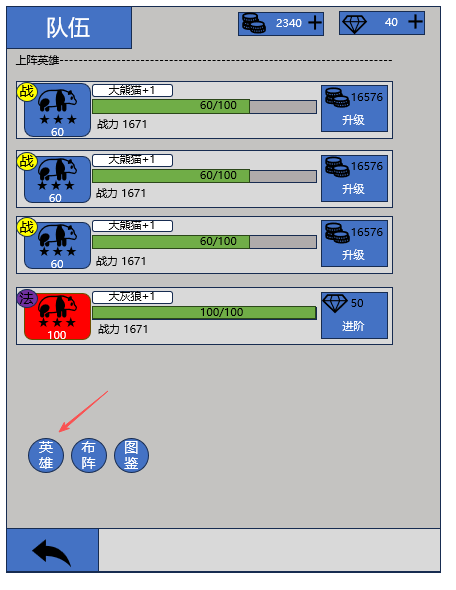 队伍
2340 +
40 +
上阵英雄
战
大熊猫+1
60/100
战力 1671
60
16576
升级
战
大熊猫+1
60/100
战力 1671
60
16576
升级
战
大熊猫+1
60/100
战力 1671
60
16576
升级
法
大灰狼+1
100/100
战力 1671
100
50
进阶
英雄
布阵
图鉴